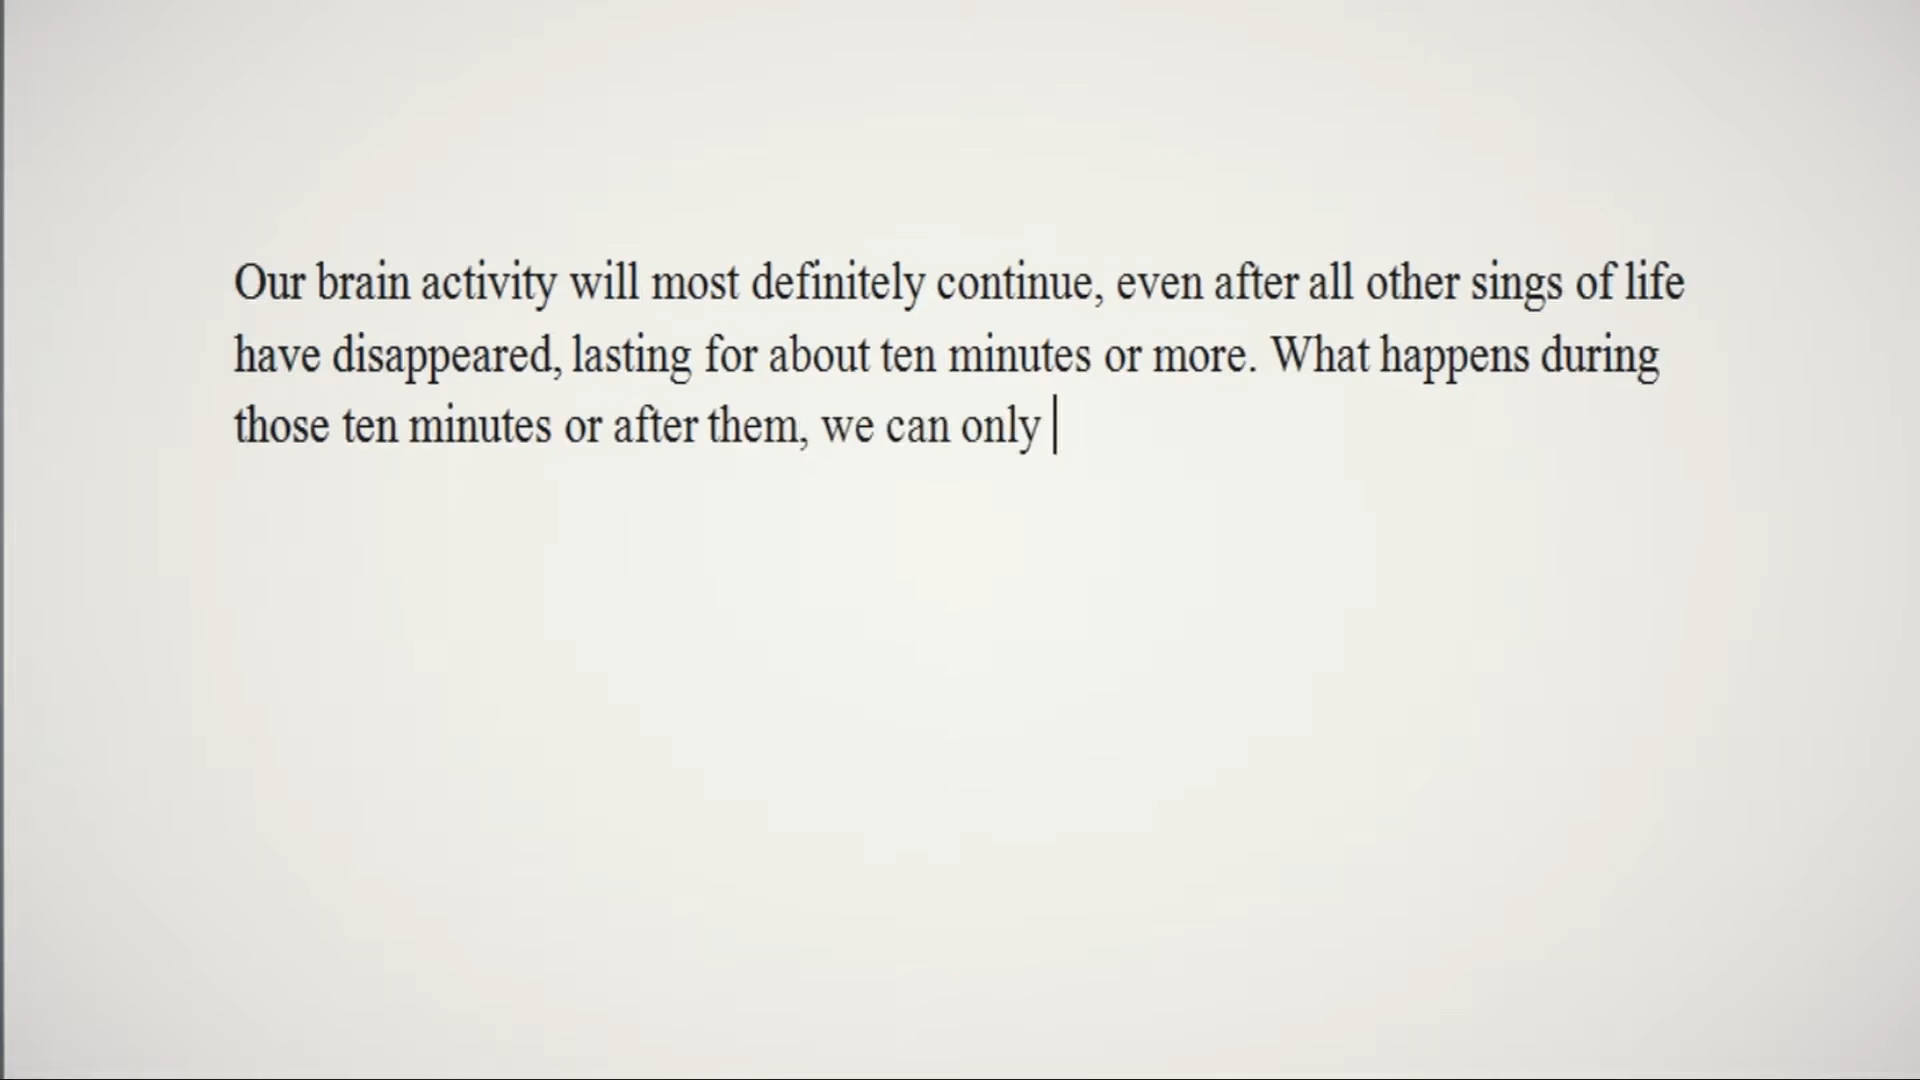 Our brain activity will most definitely continue, even after all other sings of life
have disappeared, lasting for about ten minutes or more. What happens during
those ten minutes or after them, we can only